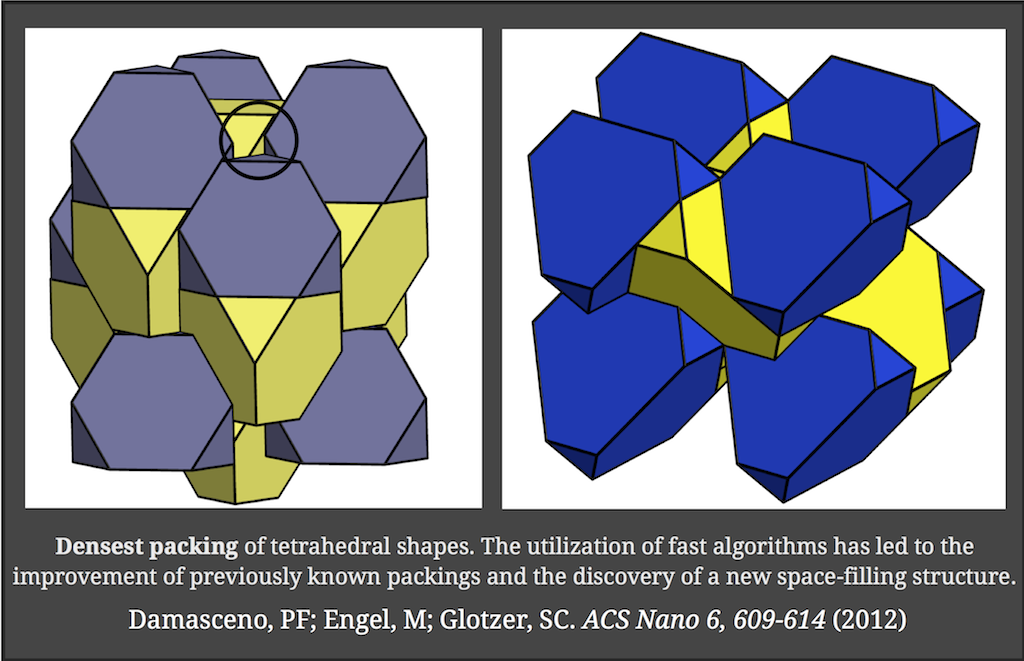 Densest packing of tetrahedral shapes. The utilization of fast algorithms has led to the
improvement of previously known packings and the discovery of a new space-filling structure.
Damasceno, PF; Engel, M; Glotzer, SC. ACS Nano 6, 609-614 (2012)